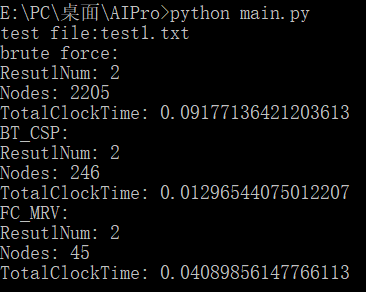 E:\PC\桌面\AIPro>python main.py
test file:test1.txt
brute force:
ResutlNum: 2
Nodes: 2205
TotalClockTime: 0.09177136421203613
BT_CSP:
ResutlNum: 2
Nodes: 246
TotalClockTime: 0.01296544075012207
FC_MRV:
ResutlNum: 2
Nodes: 45
TotalClockTime: 0.04089856147766113